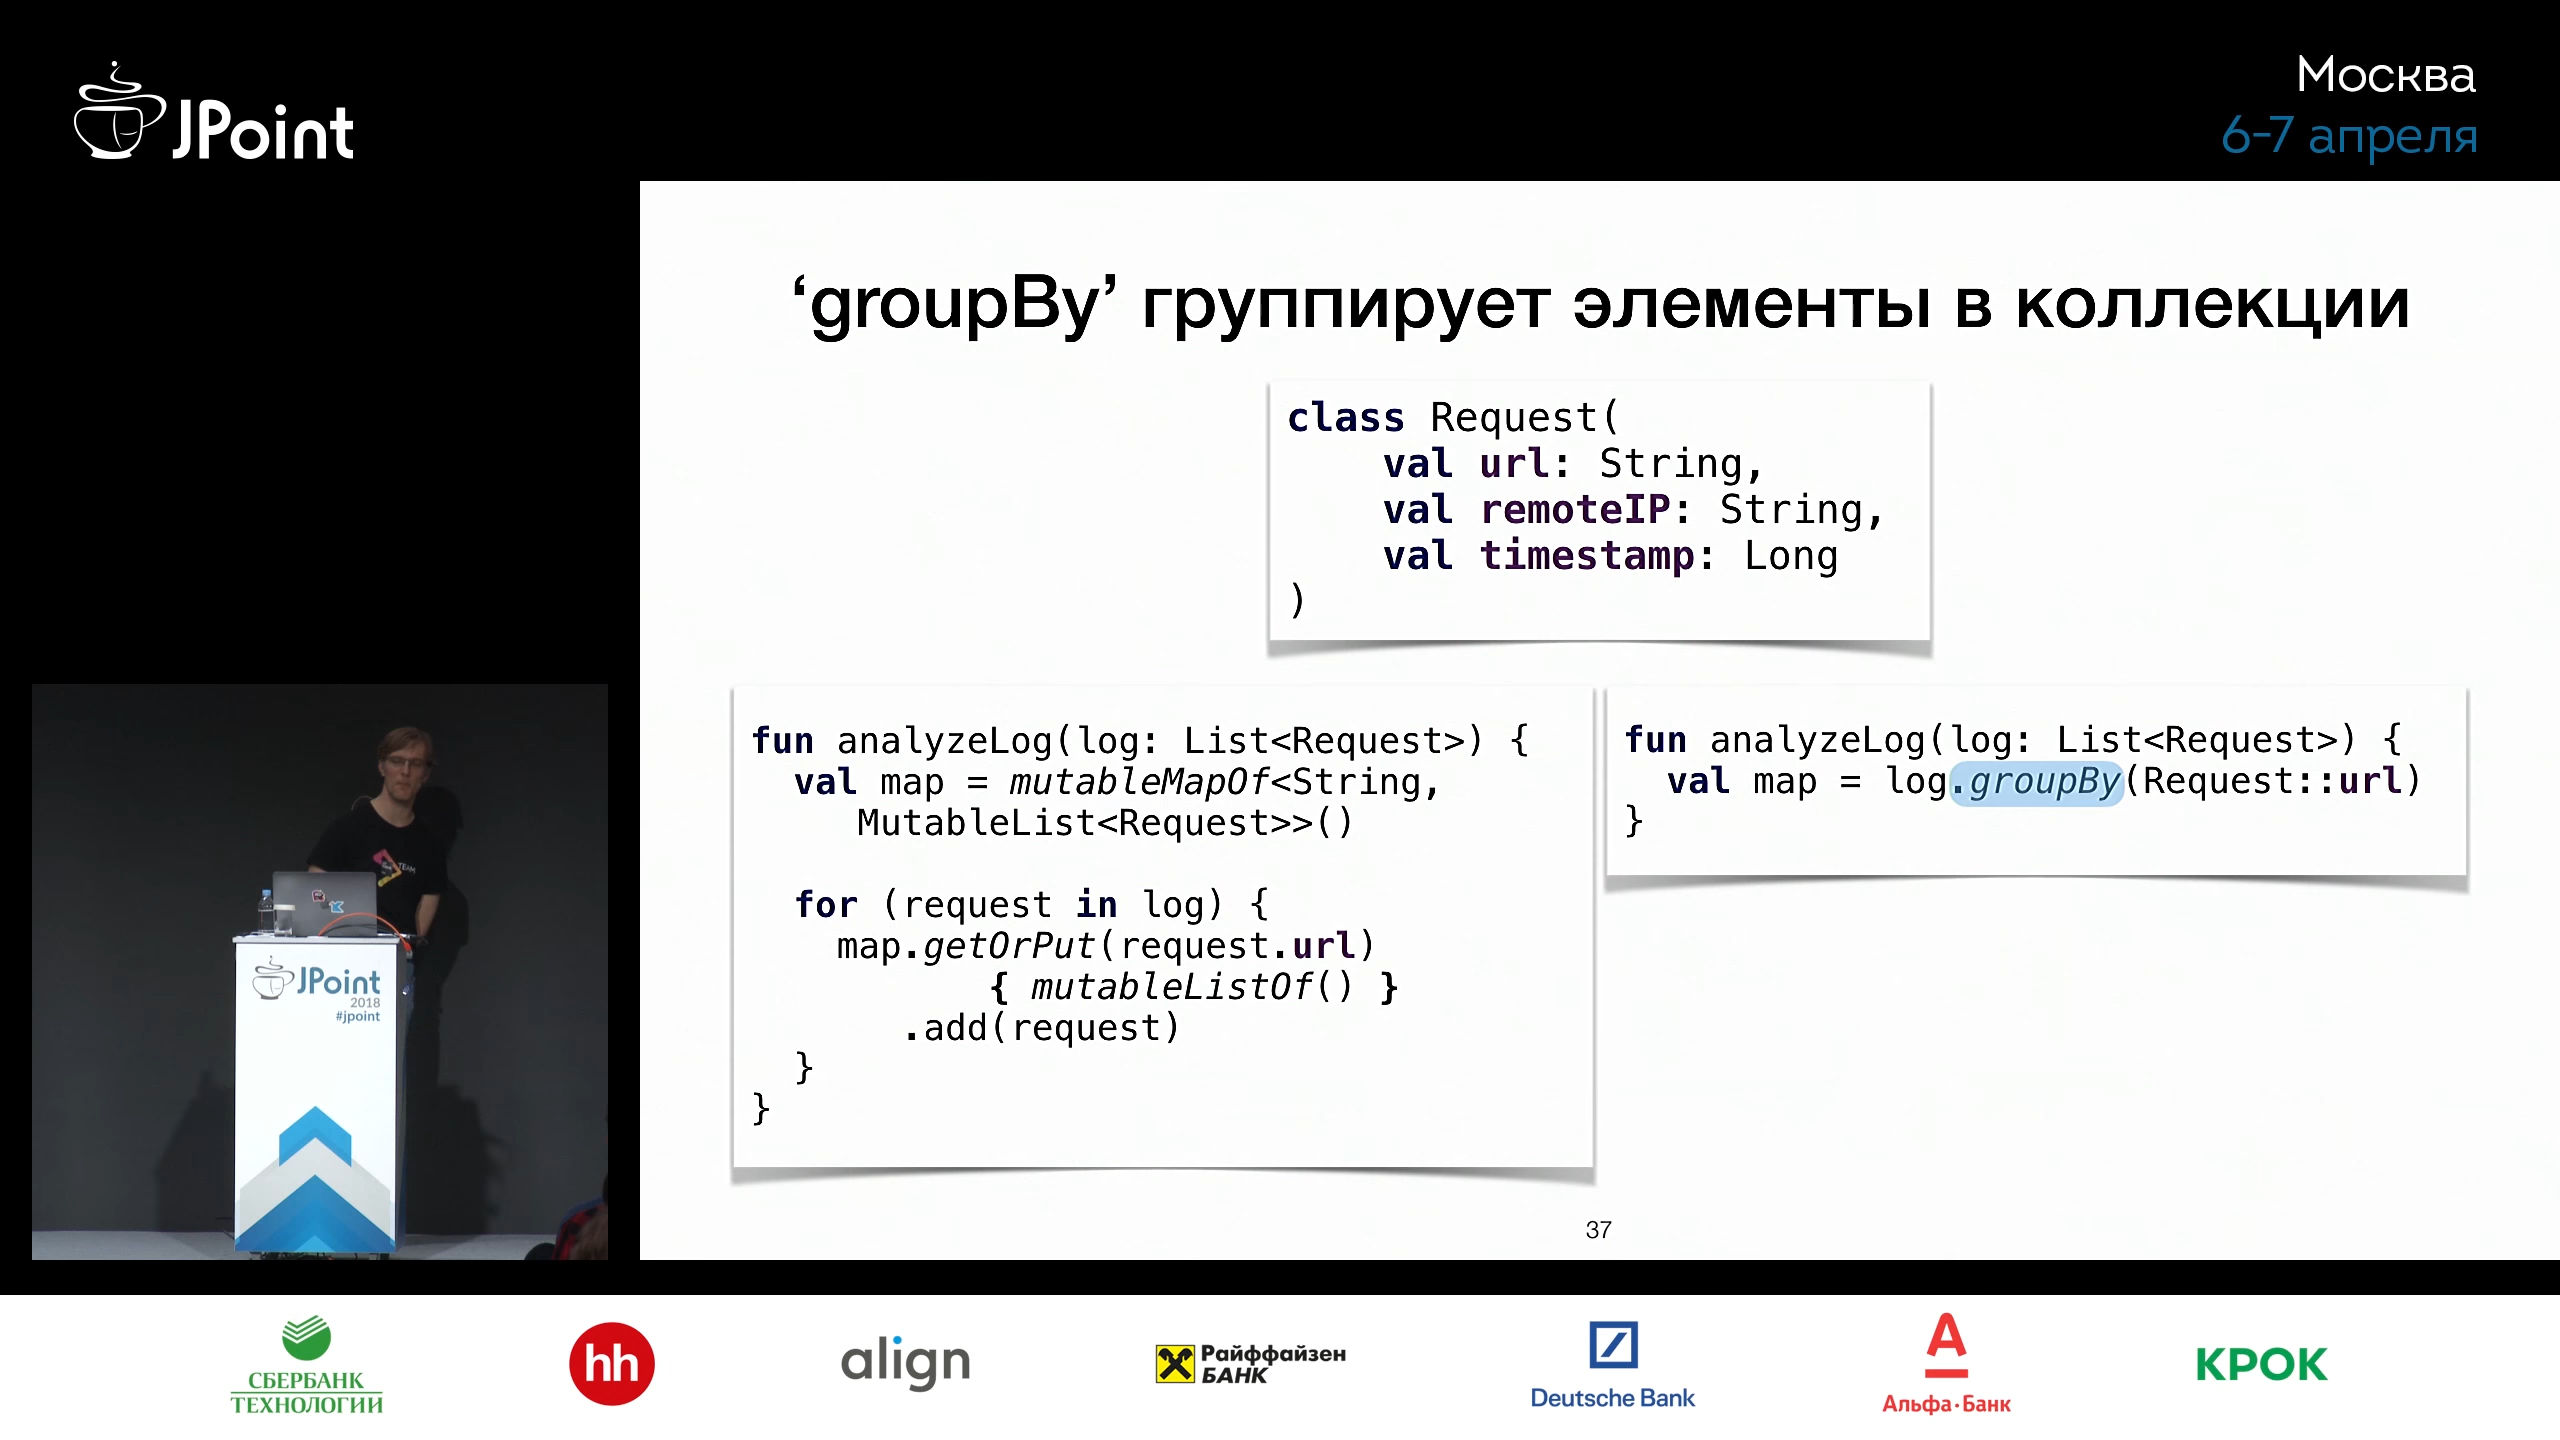 JPoint
Москва
6-7 апреля
‘groupBy’ группирует элементы в коллекции
class Request(
    val url: String,
    val remoteIP: String,
    val timestamp: Long
)
fun analyzeLog(log: List<Request>) {
  val map = mutableMapOf<String,
     MutableList<Request>>()
  for (request in log) {
    map.getOrPut(request.url)
           { mutableListOf() }
       .add(request)
  }
}
fun analyzeLog(log: List<Request>) {
  val map = log.groupBy(Request::url)
}
37
TEAM
JPoint
2018
#jpoint
СБЕРБАНК
ТЕХНОЛОГИИ
hh
align
Райффайзен
БАНК
Deutsche Bank
Альфа·Банк
КРОК